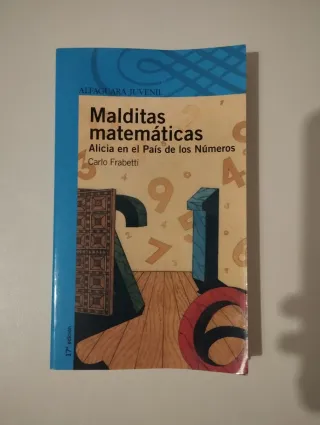 ALFAGUARA JUVENIL
Malditas
matemáticas
Alicia en el País de los Números
Carlo Frabetti
17ª edición